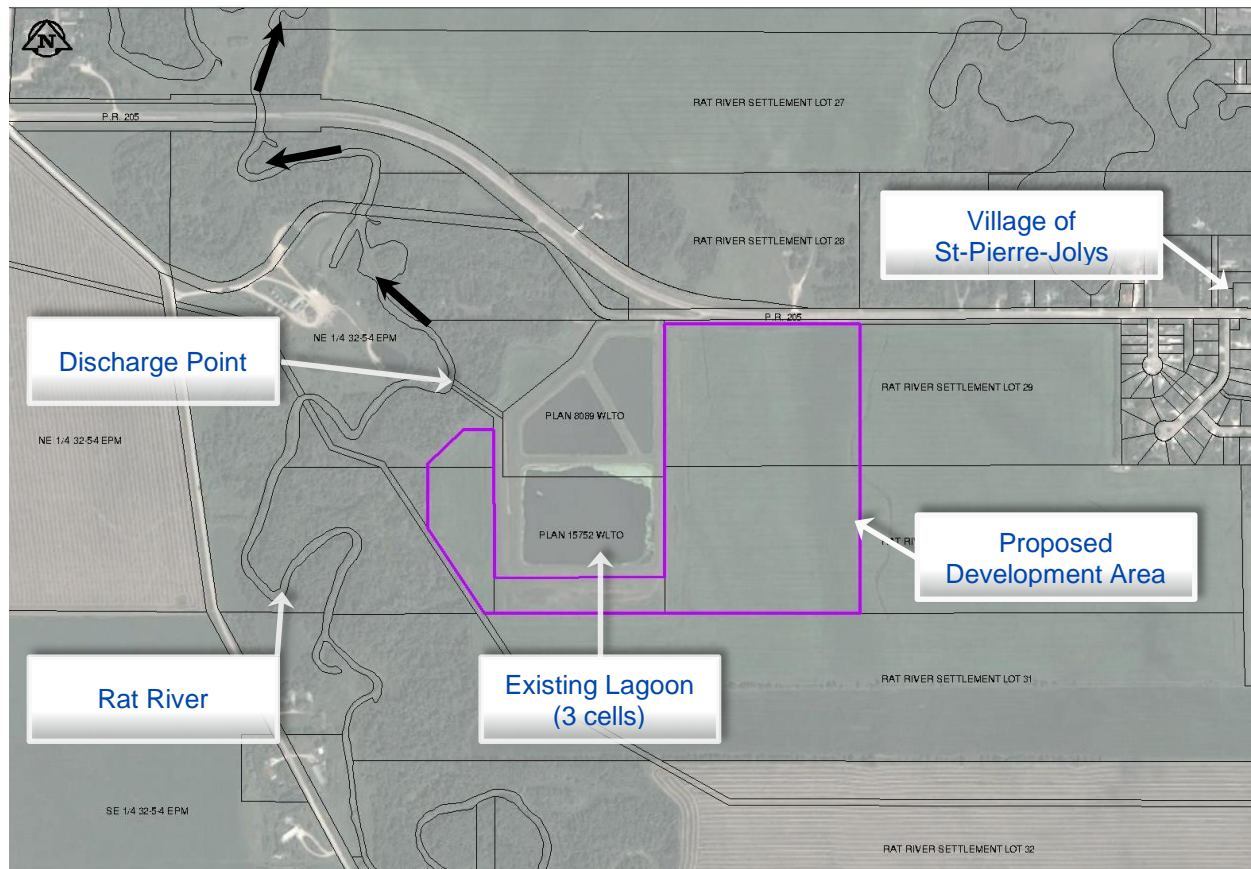 N
RAT RIVER SETTLEMENT LOT 27
P.R. 205
Village of
St-Pierre-Jolys
RAT RIVER SETTLEMENT LOT 28
P.R. 205
NE 1/4 32-5-4 EPM
Discharge Point
RAT RIVER SETTLEMENT LOT 29
PLAN 8089 WLTO
NE 1/4 32-5-4 EPM
PLAN 15752 WLTO
RAT RI
Proposed
Development Area
Rat River
Existing Lagoon
(3 cells)
RAT RIVER SETTLEMENT LOT 31
SE 1/4 32-5-4 EPM
RAT RIVER SETTLEMENT LOT 32